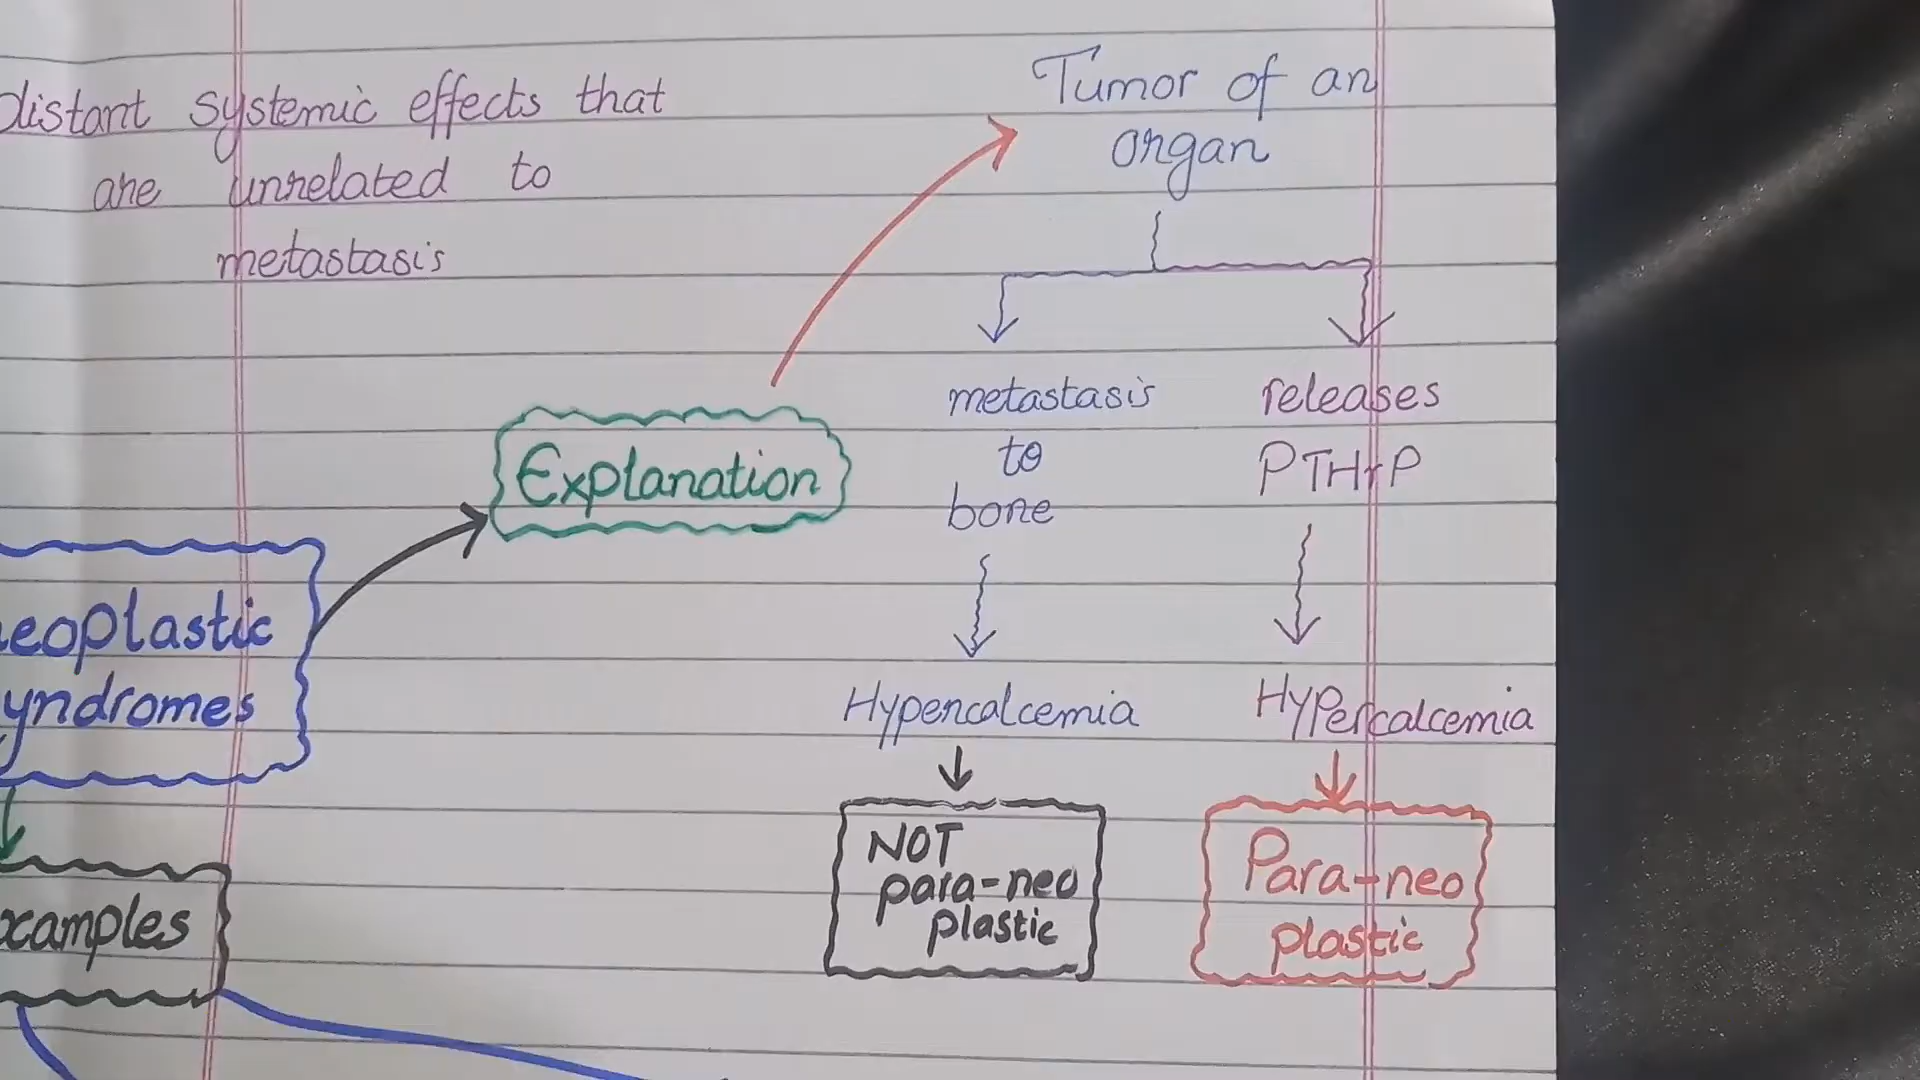 distant systemic effects that
are unrelated to
metastasis
Tumor of an
organ
Explanation
metastasis
to
bone
releases
PTHrP
Hypercalcemia
Hypercalcemia
NOT
para-neo
plastic
Para-neo
plastic
eoplastic
yndromes
xamples